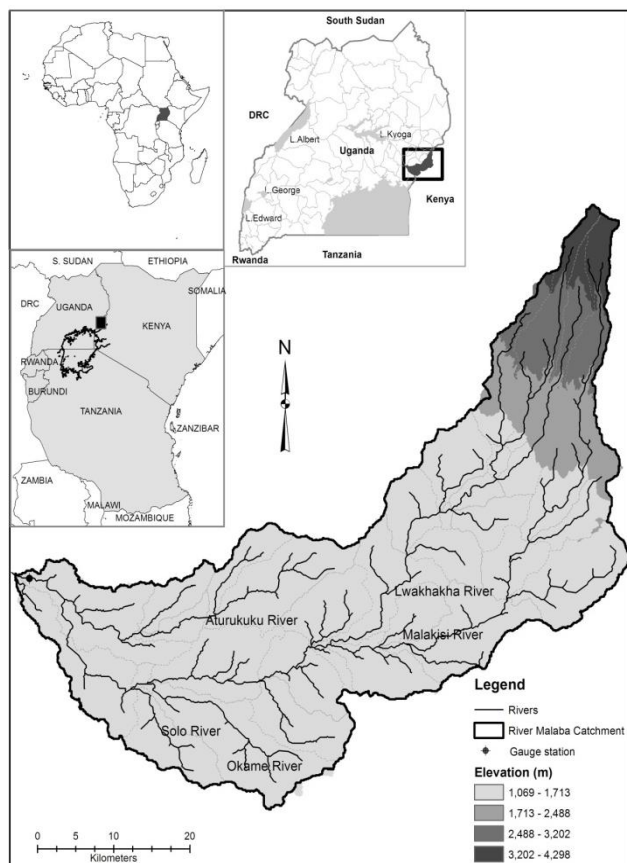 South Sudan
DRC
L.Albert
L.Kyoga
Uganda
L.George
Kenya
L.Edward
Rwanda
Tanzania
S. SUDAN
ETHIOPIA
DRC
UGANDA
SOMALIA
KENYA
RWANDA
BURUNDI
TANZANIA
ZANZIBAR
ZAMBIA
MALAWI
MOZAMBIQUE
N
Lwakhakha River
Aturukuku River
Malakisi River
Solo River
Okame River
Legend
Rivers
River Malaba Catchment
Gauge station
Elevation (m)
1,069 - 1,713
1,713 - 2,488
2,488 - 3,202
3,202 - 4,298
0 5 10 20
Kilometers